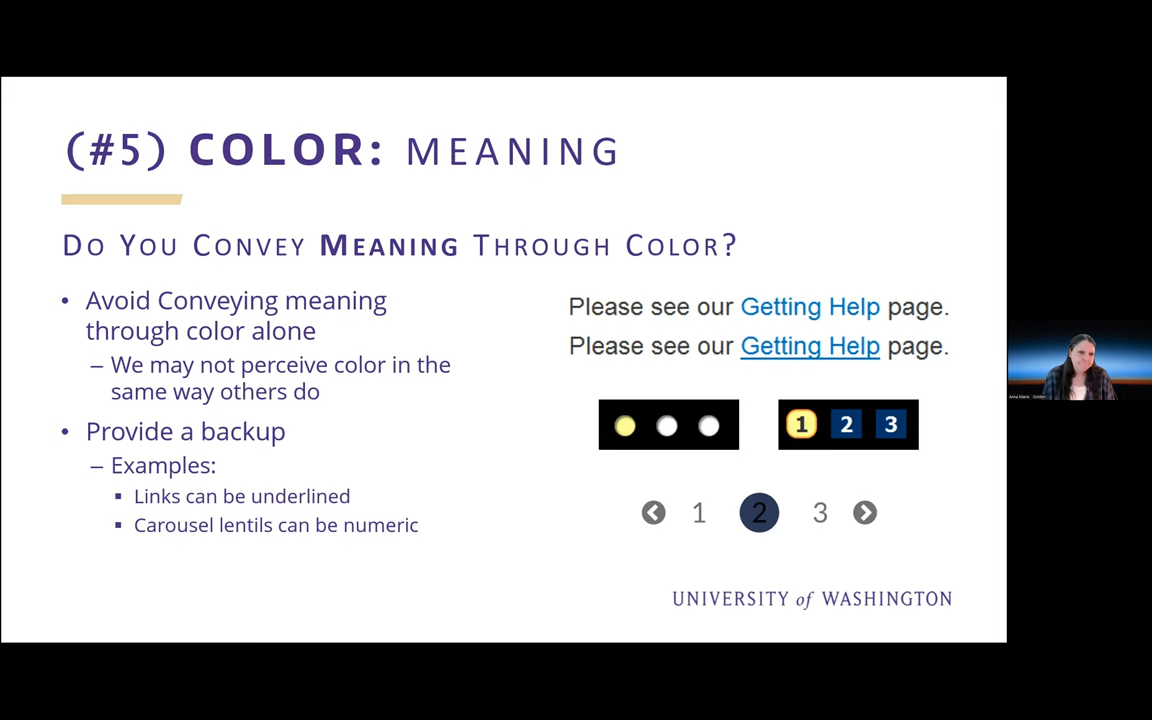 (#5) COLOR: MEANING
DO YOU CONVEY MEANING THROUGH COLOR?
• Avoid Conveying meaning
through color alone
– We may not perceive color in the
same way others do
• Provide a backup
– Examples:
▪ Links can be underlined
▪ Carousel lentils can be numeric
Please see our Getting Help page.
Please see our Getting Help page.
1 2 3
1 2 3
UNIVERSITY of WASHINGTON